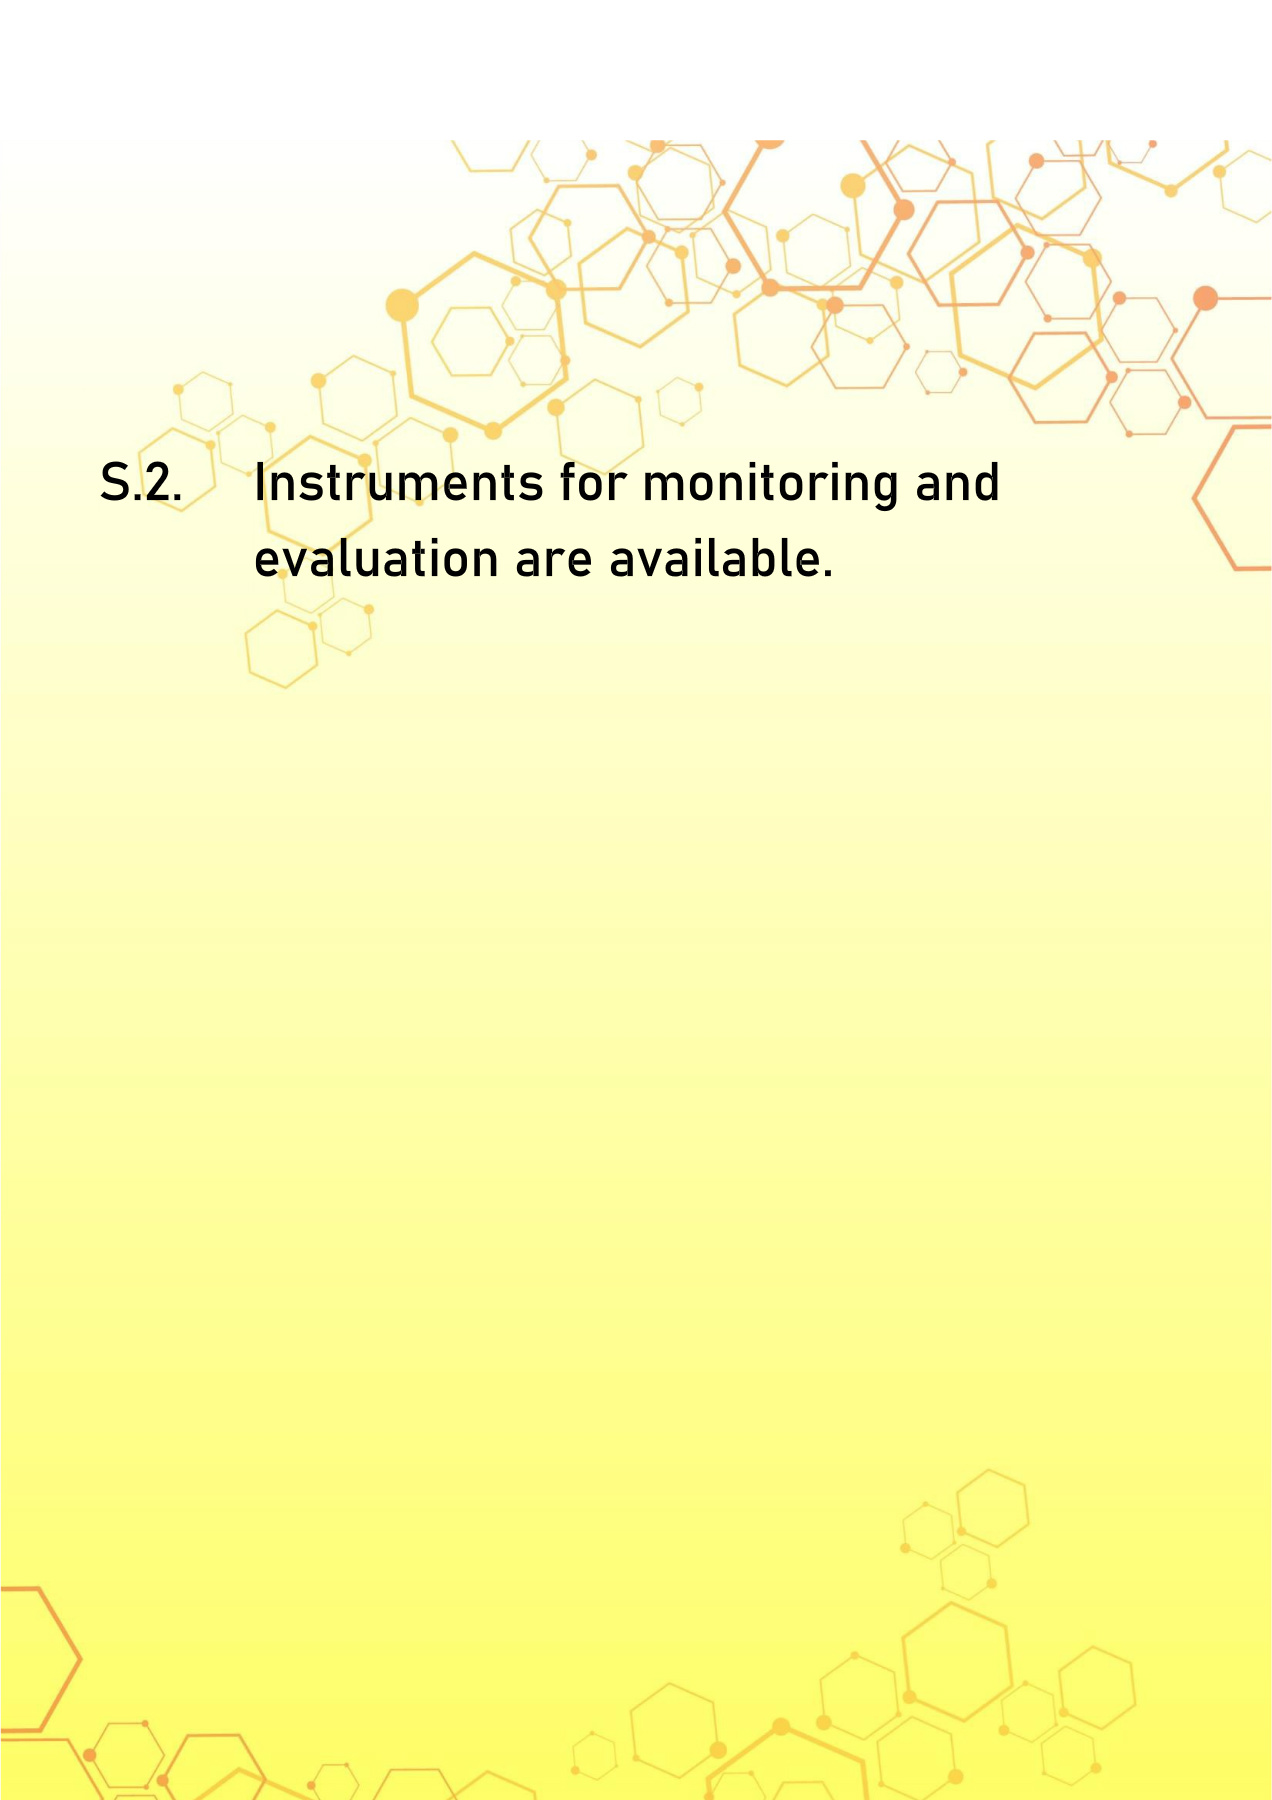 S.2. Instruments for monitoring and
evaluation are available.